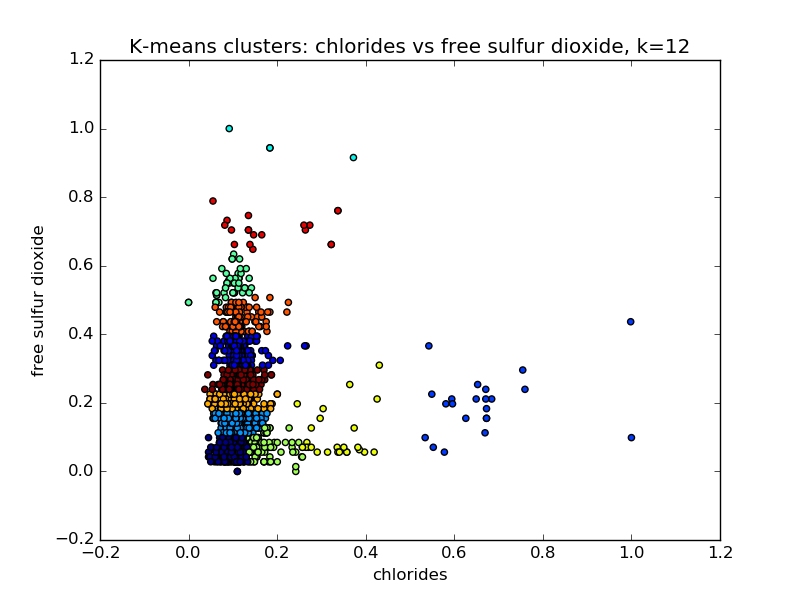 K-means clusters: chlorides vs free sulfur dioxide, k=12
1.2
1.0
0.8
0.6
0.4
0.2
0.0
−0.2
free sulfur dioxide
−0.2 0.0 0.2 0.4 0.6 0.8 1.0 1.2
chlorides